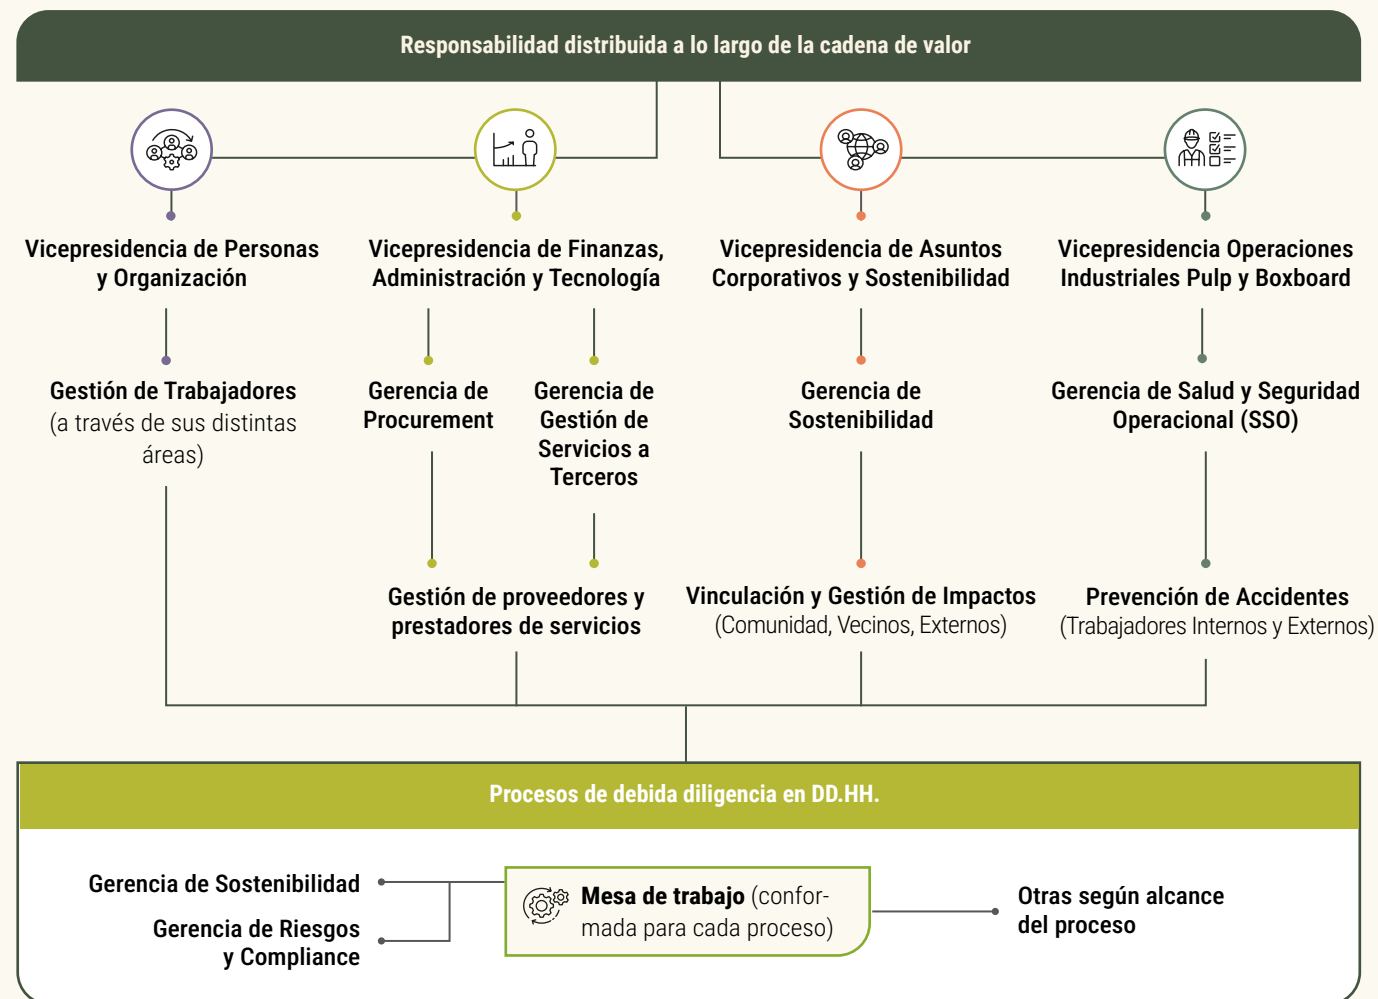 Responsabilidad distribuida a lo largo de la cadena de valor
Vicepresidencia de Personas
y Organización
Vicepresidencia de Finanzas,
Administración y Tecnología
Vicepresidencia de Asuntos
Corporativos y Sostenibilidad
Vicepresidencia Operaciones
Industriales Pulp y Boxboard
Gestión de Trabajadores
(a través de sus distintas
áreas)
Gerencia de
Procurement
Gerencia de
Gestión de
Servicios a
Terceros
Gerencia de
Sostenibilidad
Gerencia de Salud y Seguridad
Operacional (SSO)
Gestión de proveedores y
prestadores de servicios
Vinculación y Gestión de Impactos
(Comunidad, Vecinos, Externos)
Prevención de Accidentes
(Trabajadores Internos y Externos)
Procesos de debida diligencia en DD.HH.
Gerencia de Sostenibilidad
Gerencia de Riesgos
y Compliance
Mesa de trabajo (confor-
mada para cada proceso)
Otras según alcance
del proceso